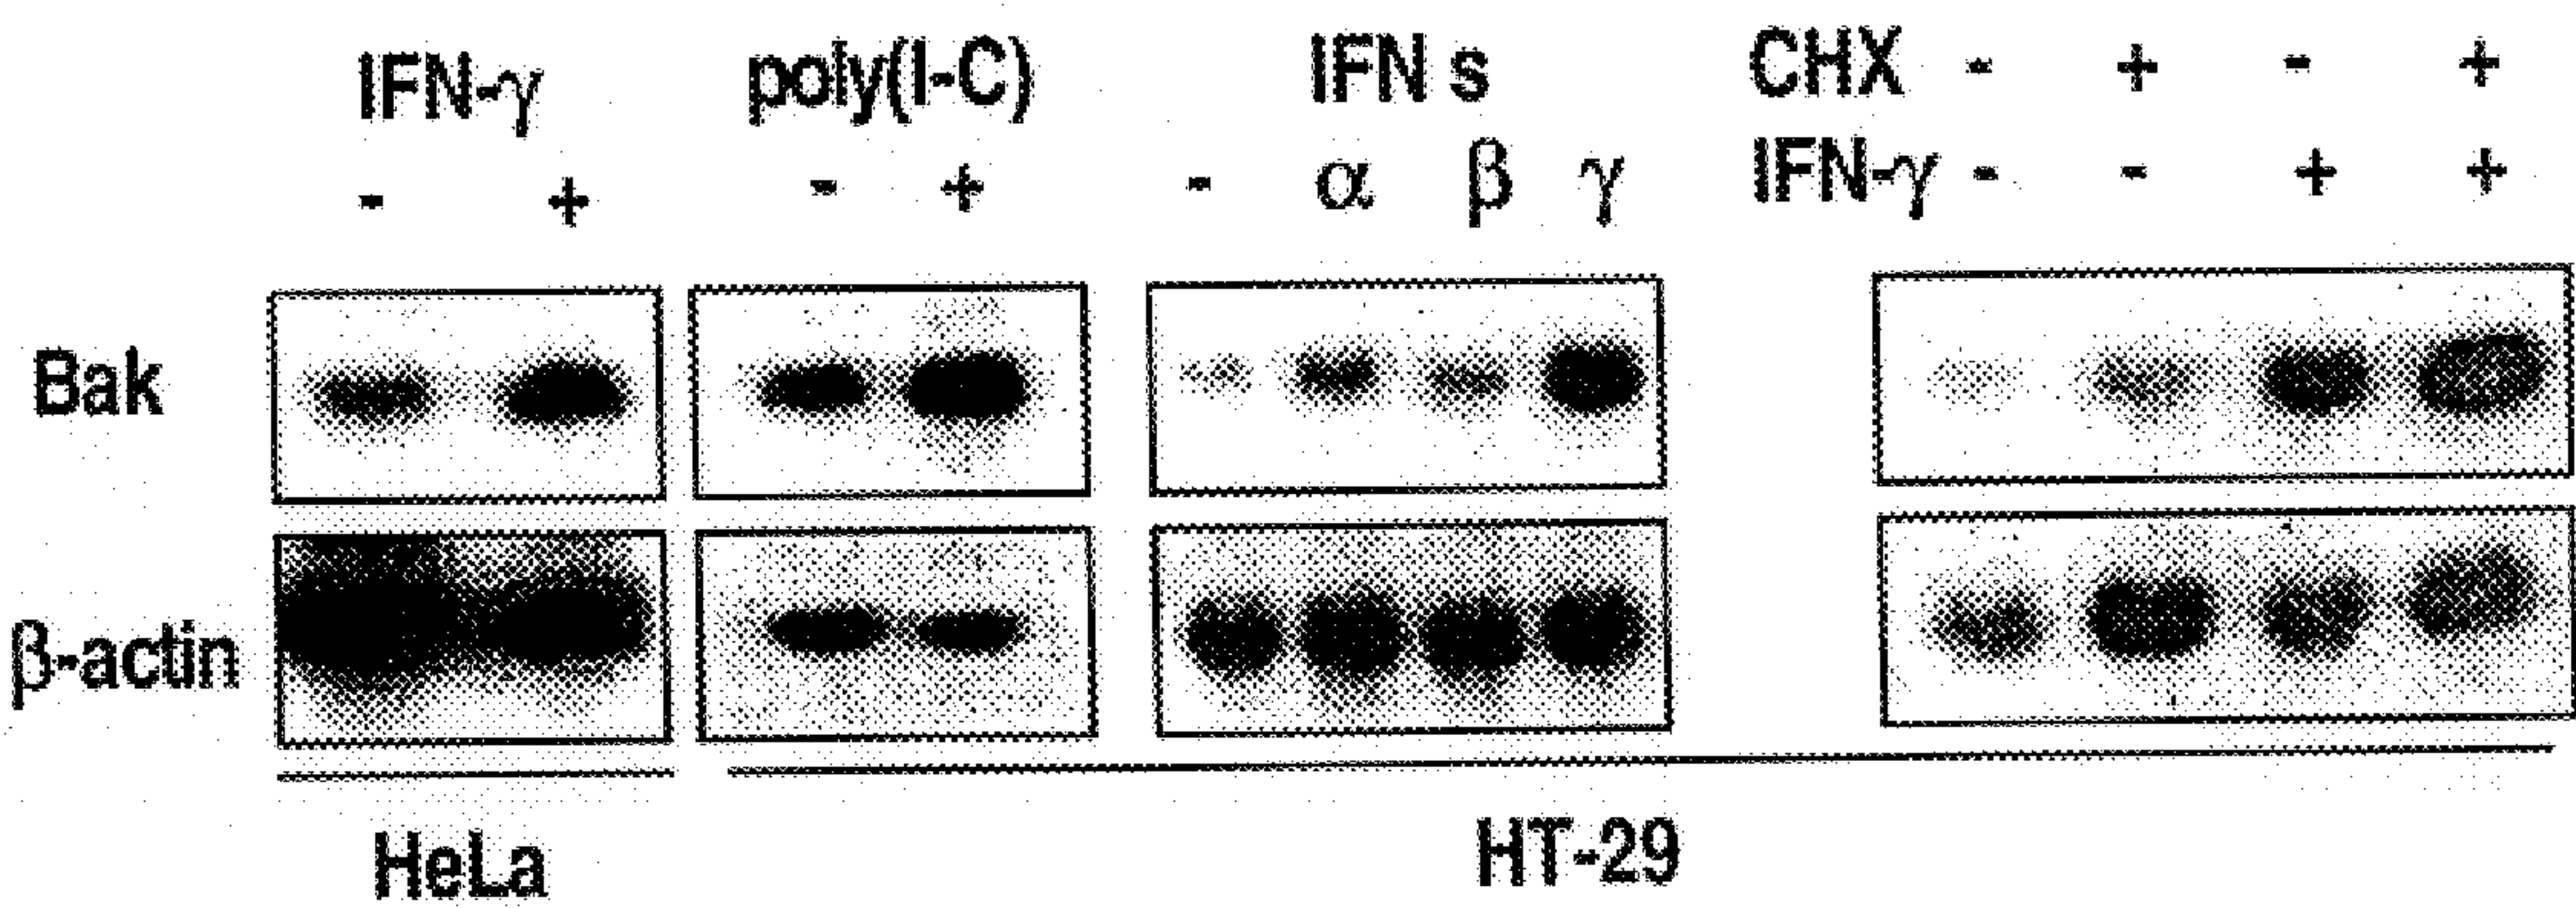 IFN-γ poly(I-C) IFN s CHX - + - +
- + - + - α β γ IFN-γ - - + +
Bak
β-actin
HeLa HT-29